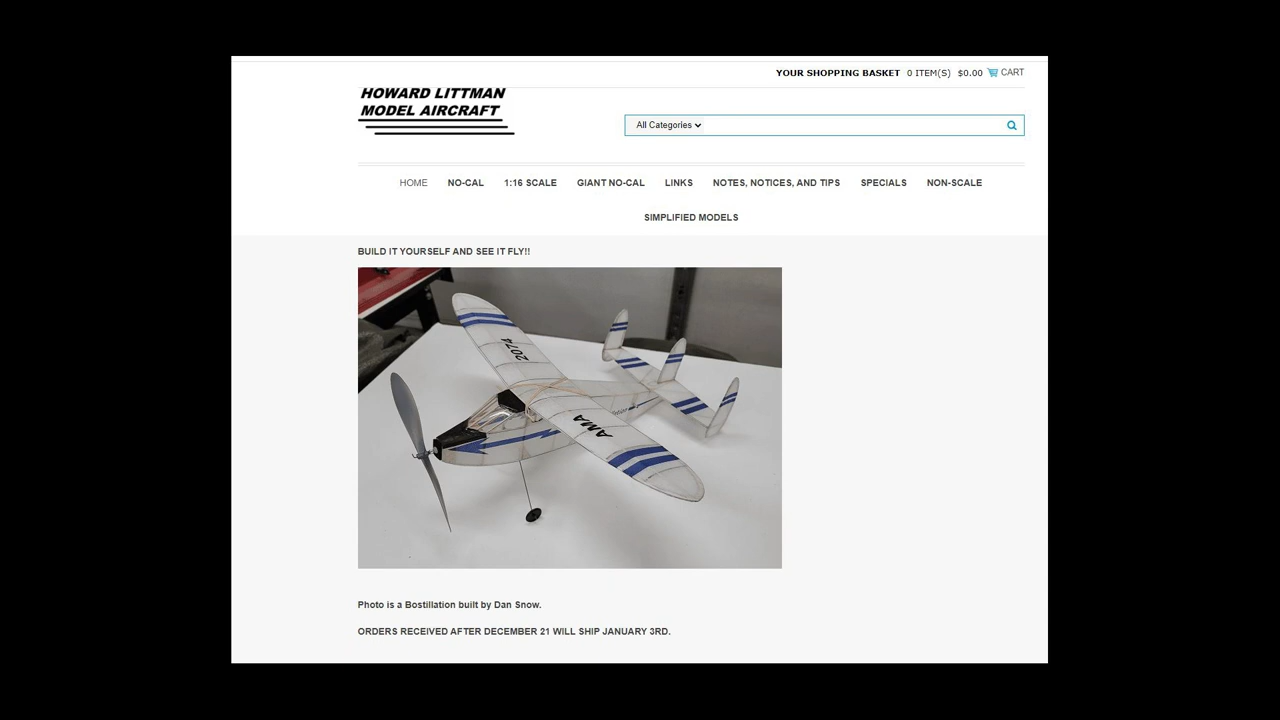 YOUR SHOPPING BASKET 0 ITEM(S) $0.00 CART
HOWARD LITTMAN
MODEL AIRCRAFT
All Categories
HOME NO-CAL 1:16 SCALE GIANT NO-CAL LINKS NOTES, NOTICES, AND TIPS SPECIALS NON-SCALE
SIMPLIFIED MODELS
BUILD IT YOURSELF AND SEE IT FLY!!
2074
AMA
Photo is a Bostillation built by Dan Snow.
ORDERS RECEIVED AFTER DECEMBER 21 WILL SHIP JANUARY 3RD.